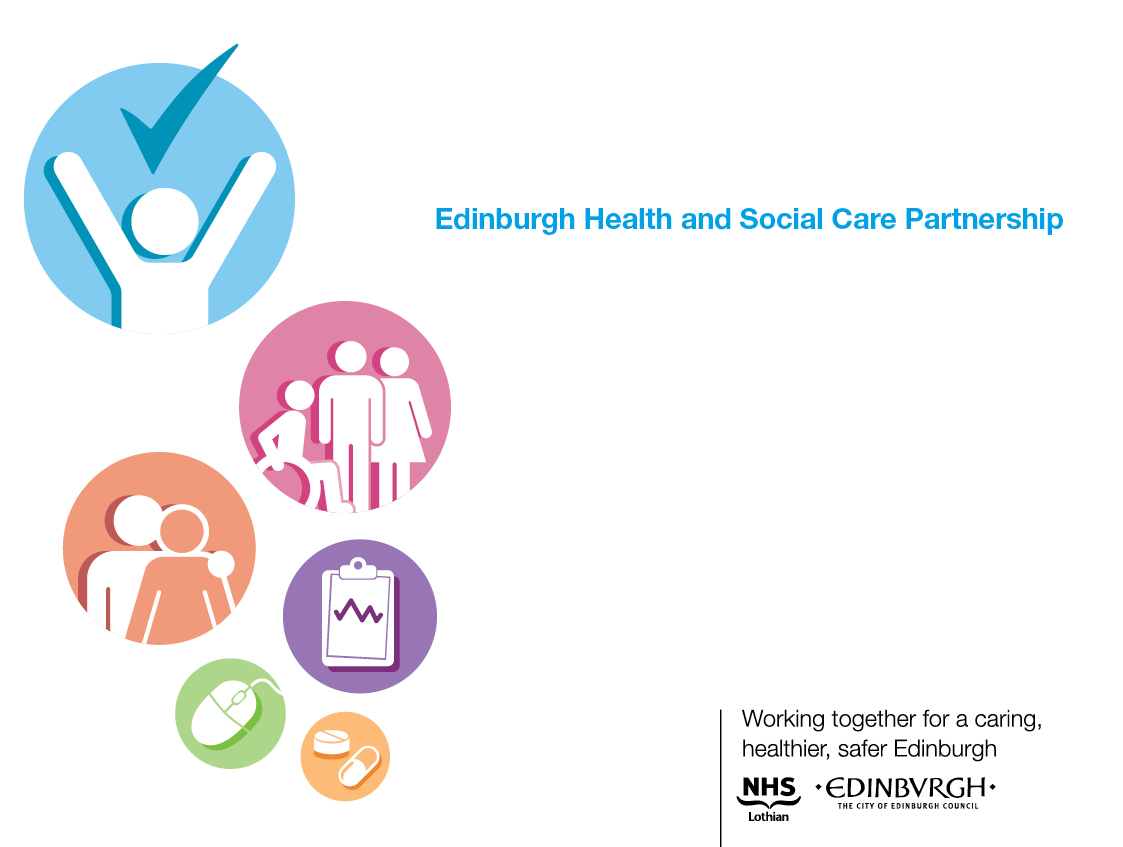 Edinburgh Health and Social Care Partnership
Working together for a caring,
healthier, safer Edinburgh
NHS
Lothian
EDINBVRGH
THE CITY OF EDINBURGH COUNCIL